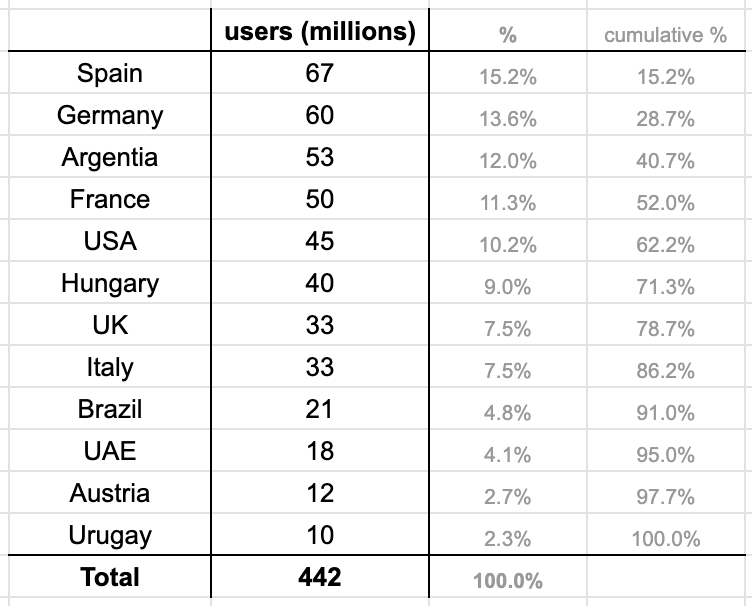 users (millions) % cumulative %
Spain 67 15.2% 15.2%
Germany 60 13.6% 28.7%
Argentia 53 12.0% 40.7%
France 50 11.3% 52.0%
USA 45 10.2% 62.2%
Hungary 40 9.0% 71.3%
UK 33 7.5% 78.7%
Italy 33 7.5% 86.2%
Brazil 21 4.8% 91.0%
UAE 18 4.1% 95.0%
Austria 12 2.7% 97.7%
Urugay 10 2.3% 100.0%
Total 442 100.0%